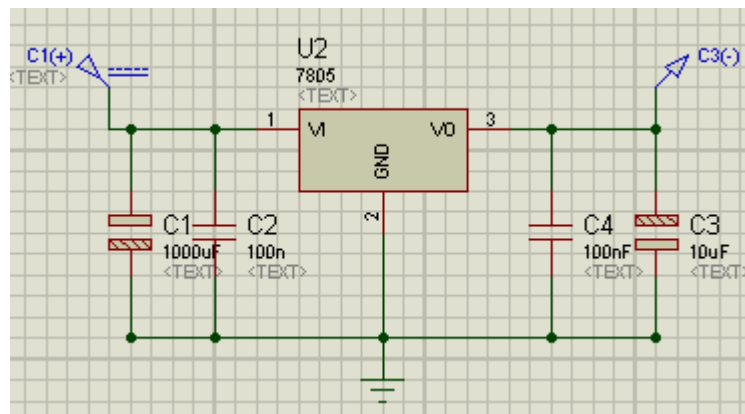 C1(+)
<TEXT>
U2
7805
<TEXT>
C3(-)
1
VI
VO
3
GND
2
C1
1000uF
<TEXT>
C2
100n
<TEXT>
C4
100nF
<TEXT>
C3
10uF
<TEXT>